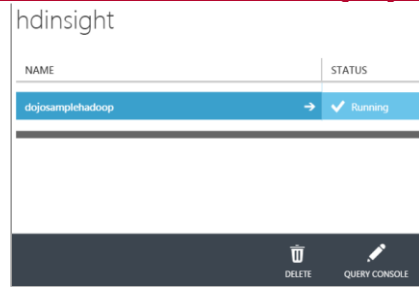 hdinsight
NAME STATUS
dojosamplehadoop Running
DELETE QUERY CONSOLE